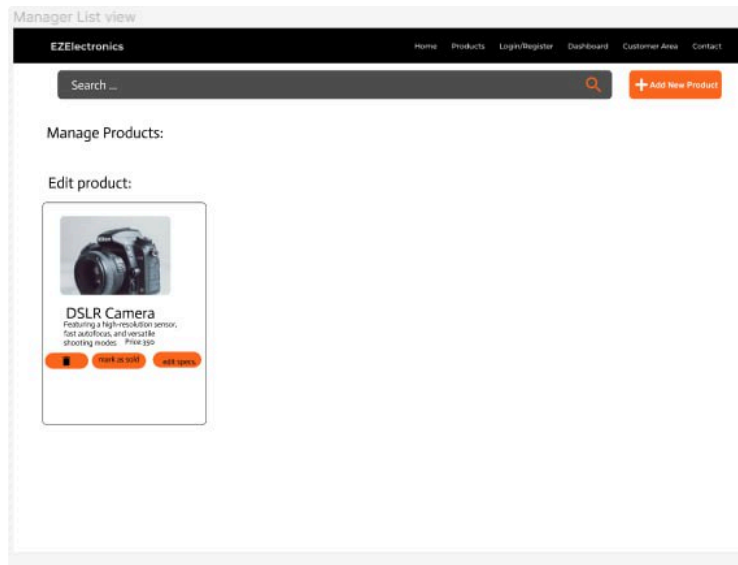 Manager List view
EZElectronics
Home Products Login/Register Dashboard Customer Area Contact
Search ...
Add New Product
Manage Products:
Edit product:
Nikon
DSLR Camera
Featuring a high-resolution sensor,
fast autofocus, and versatile
shooting modes Price 350
mark as sold
edit specs